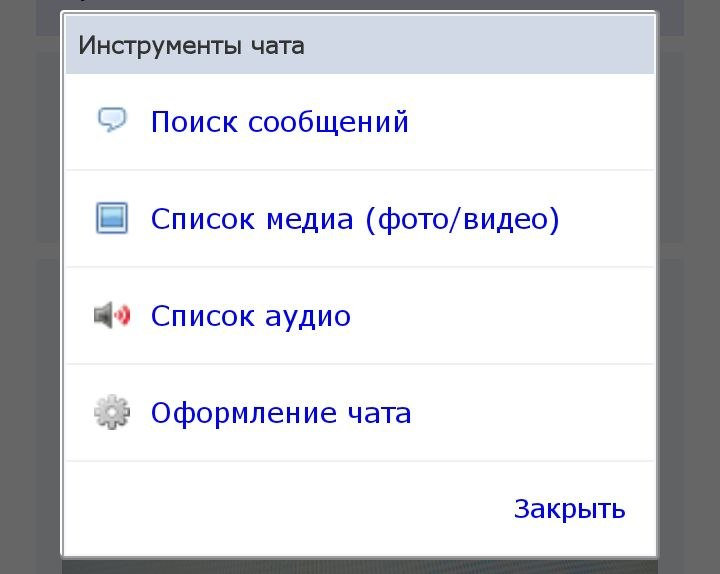 Инструменты чата
Поиск сообщений
Список медиа (фото/видео)
Список аудио
Оформление чата
Закрыть